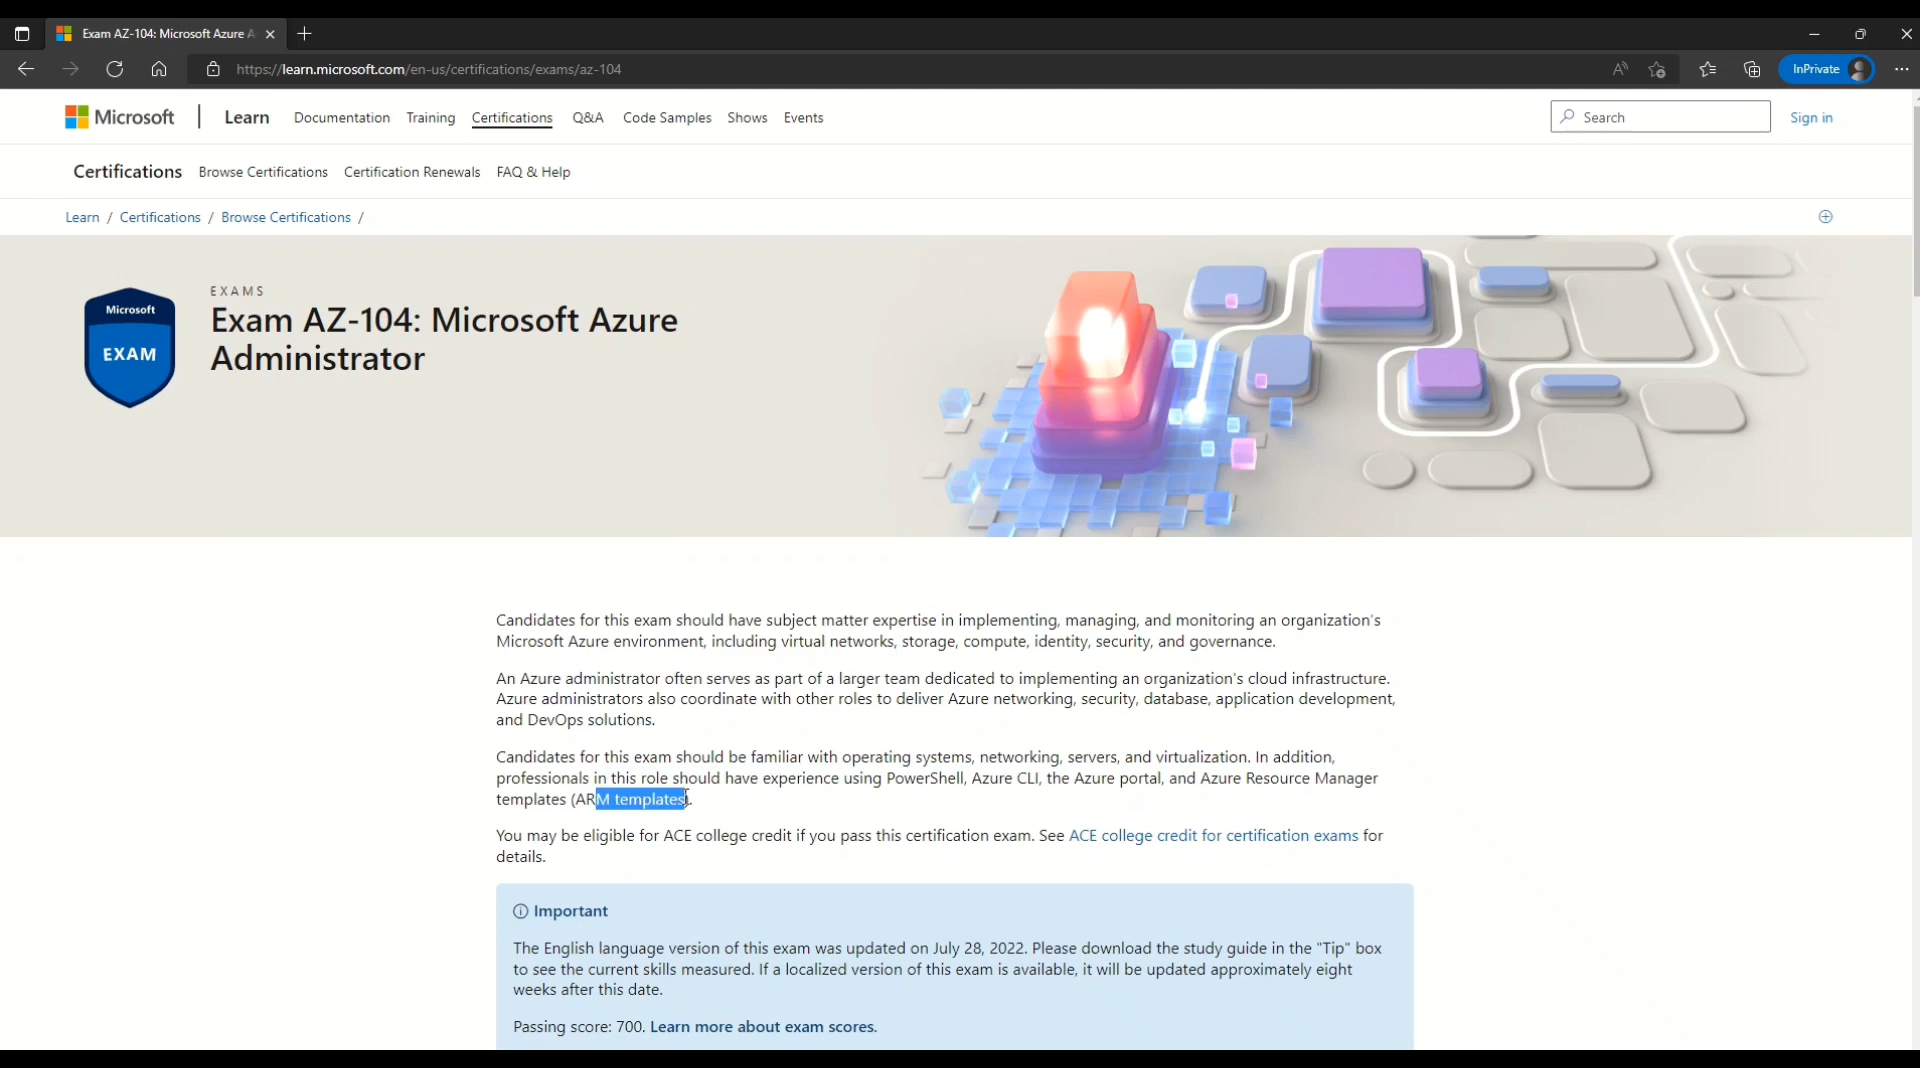 Exam AZ-104: Microsoft Azure A
https://learn.microsoft.com/en-us/certifications/exams/az-104
InPrivate
Microsoft Learn Documentation Training Certifications Q&A Code Samples Shows Events Search Sign in
Certifications Browse Certifications Certification Renewals FAQ & Help
Learn / Certifications / Browse Certifications /
Microsoft
EXAM
EXAMS
Exam AZ-104: Microsoft Azure
Administrator
Candidates for this exam should have subject matter expertise in implementing, managing, and monitoring an organization's
Microsoft Azure environment, including virtual networks, storage, compute, identity, security, and governance.
An Azure administrator often serves as part of a larger team dedicated to implementing an organization's cloud infrastructure.
Azure administrators also coordinate with other roles to deliver Azure networking, security, database, application development,
and DevOps solutions.
Candidates for this exam should be familiar with operating systems, networking, servers, and virtualization. In addition,
professionals in this role should have experience using PowerShell, Azure CLI, the Azure portal, and Azure Resource Manager
templates (ARM templates).
You may be eligible for ACE college credit if you pass this certification exam. See ACE college credit for certification exams for
details.
Important
The English language version of this exam was updated on July 28, 2022. Please download the study guide in the "Tip" box
to see the current skills measured. If a localized version of this exam is available, it will be updated approximately eight
weeks after this date.
Passing score: 700. Learn more about exam scores.